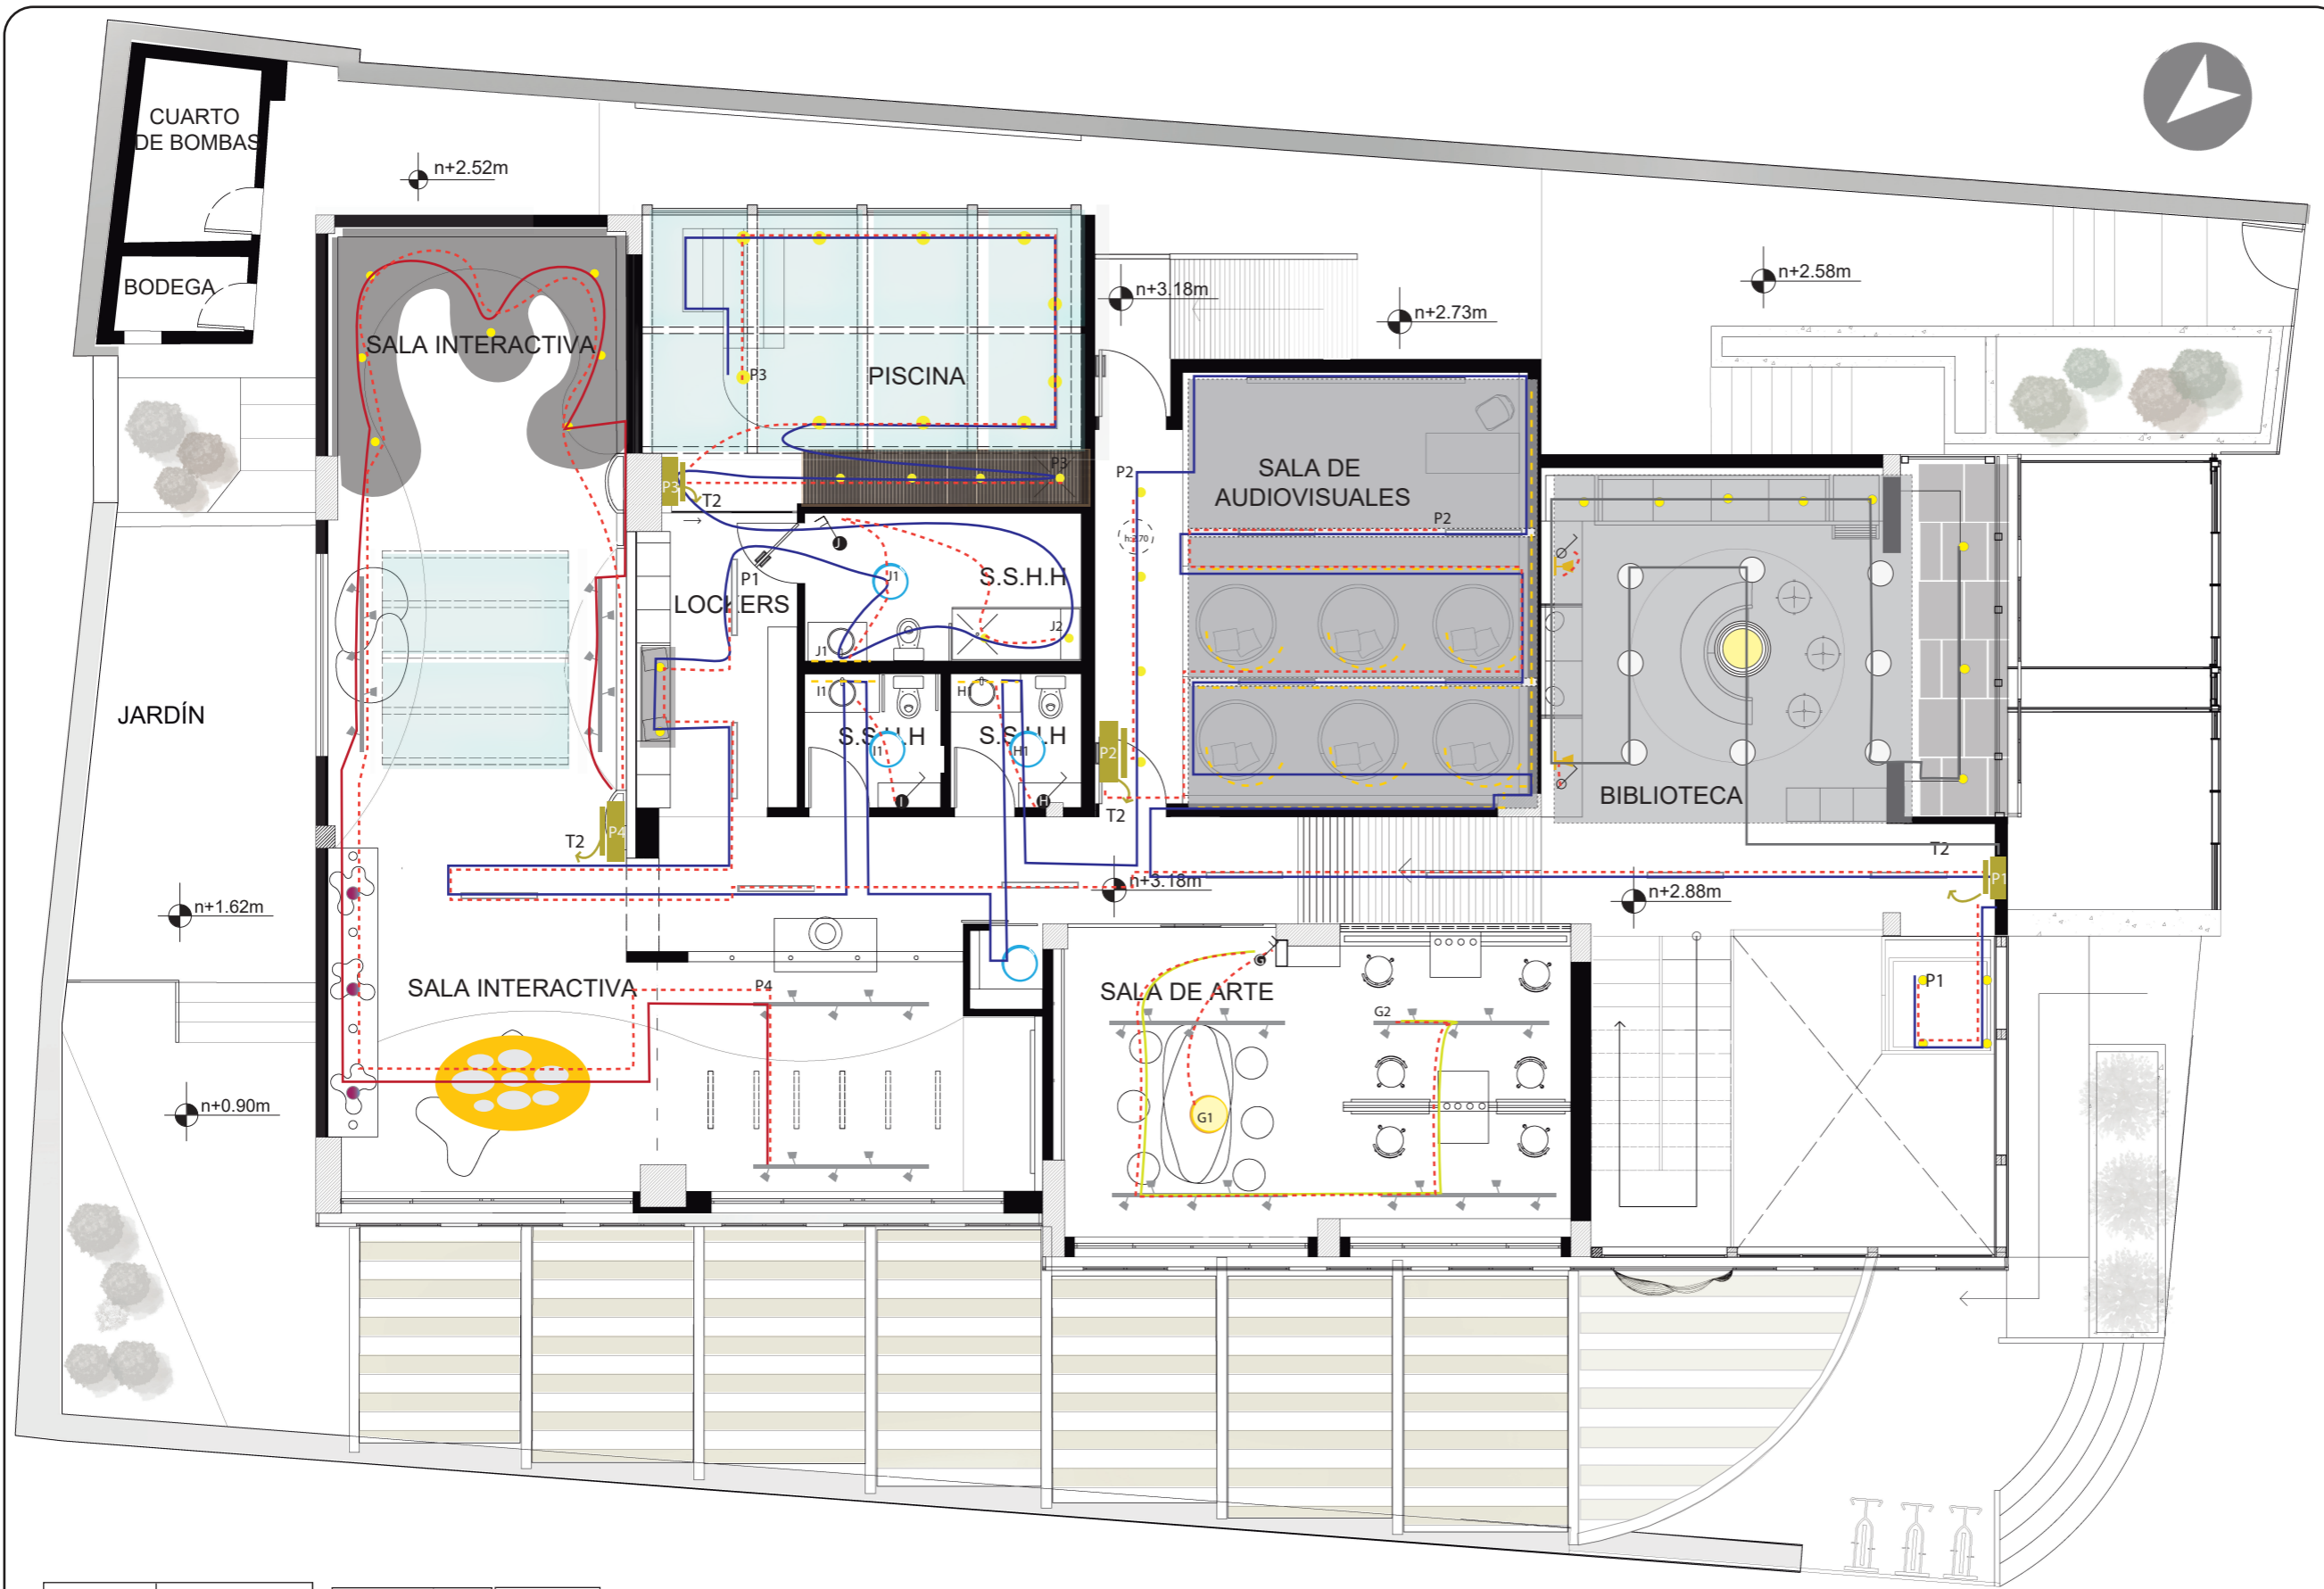 CUARTO
DE BOMBAS
n+2.52m
BODEGA
SALA INTERACTIVA
PISCINA
P3
n+3.18m
n+2.73m
n+2.58m
SALA DE
AUDIOVISUALES
P2
P2
P3
P3
T2
h:2.70
J
J1
S.S.H.H
P1
LOCKERS
J2
J1
I1
H1
S.S.H.H
S.S.H.H
I1
H1
I
H
P2
T2
JARDÍN
BIBLIOTECA
P4
T2
T2
P1
n+1.62m
n+3.18m
n+2.88m
SALA INTERACTIVA
P4
SALA DE ARTE
G
G2
P1
G1
n+0.90m